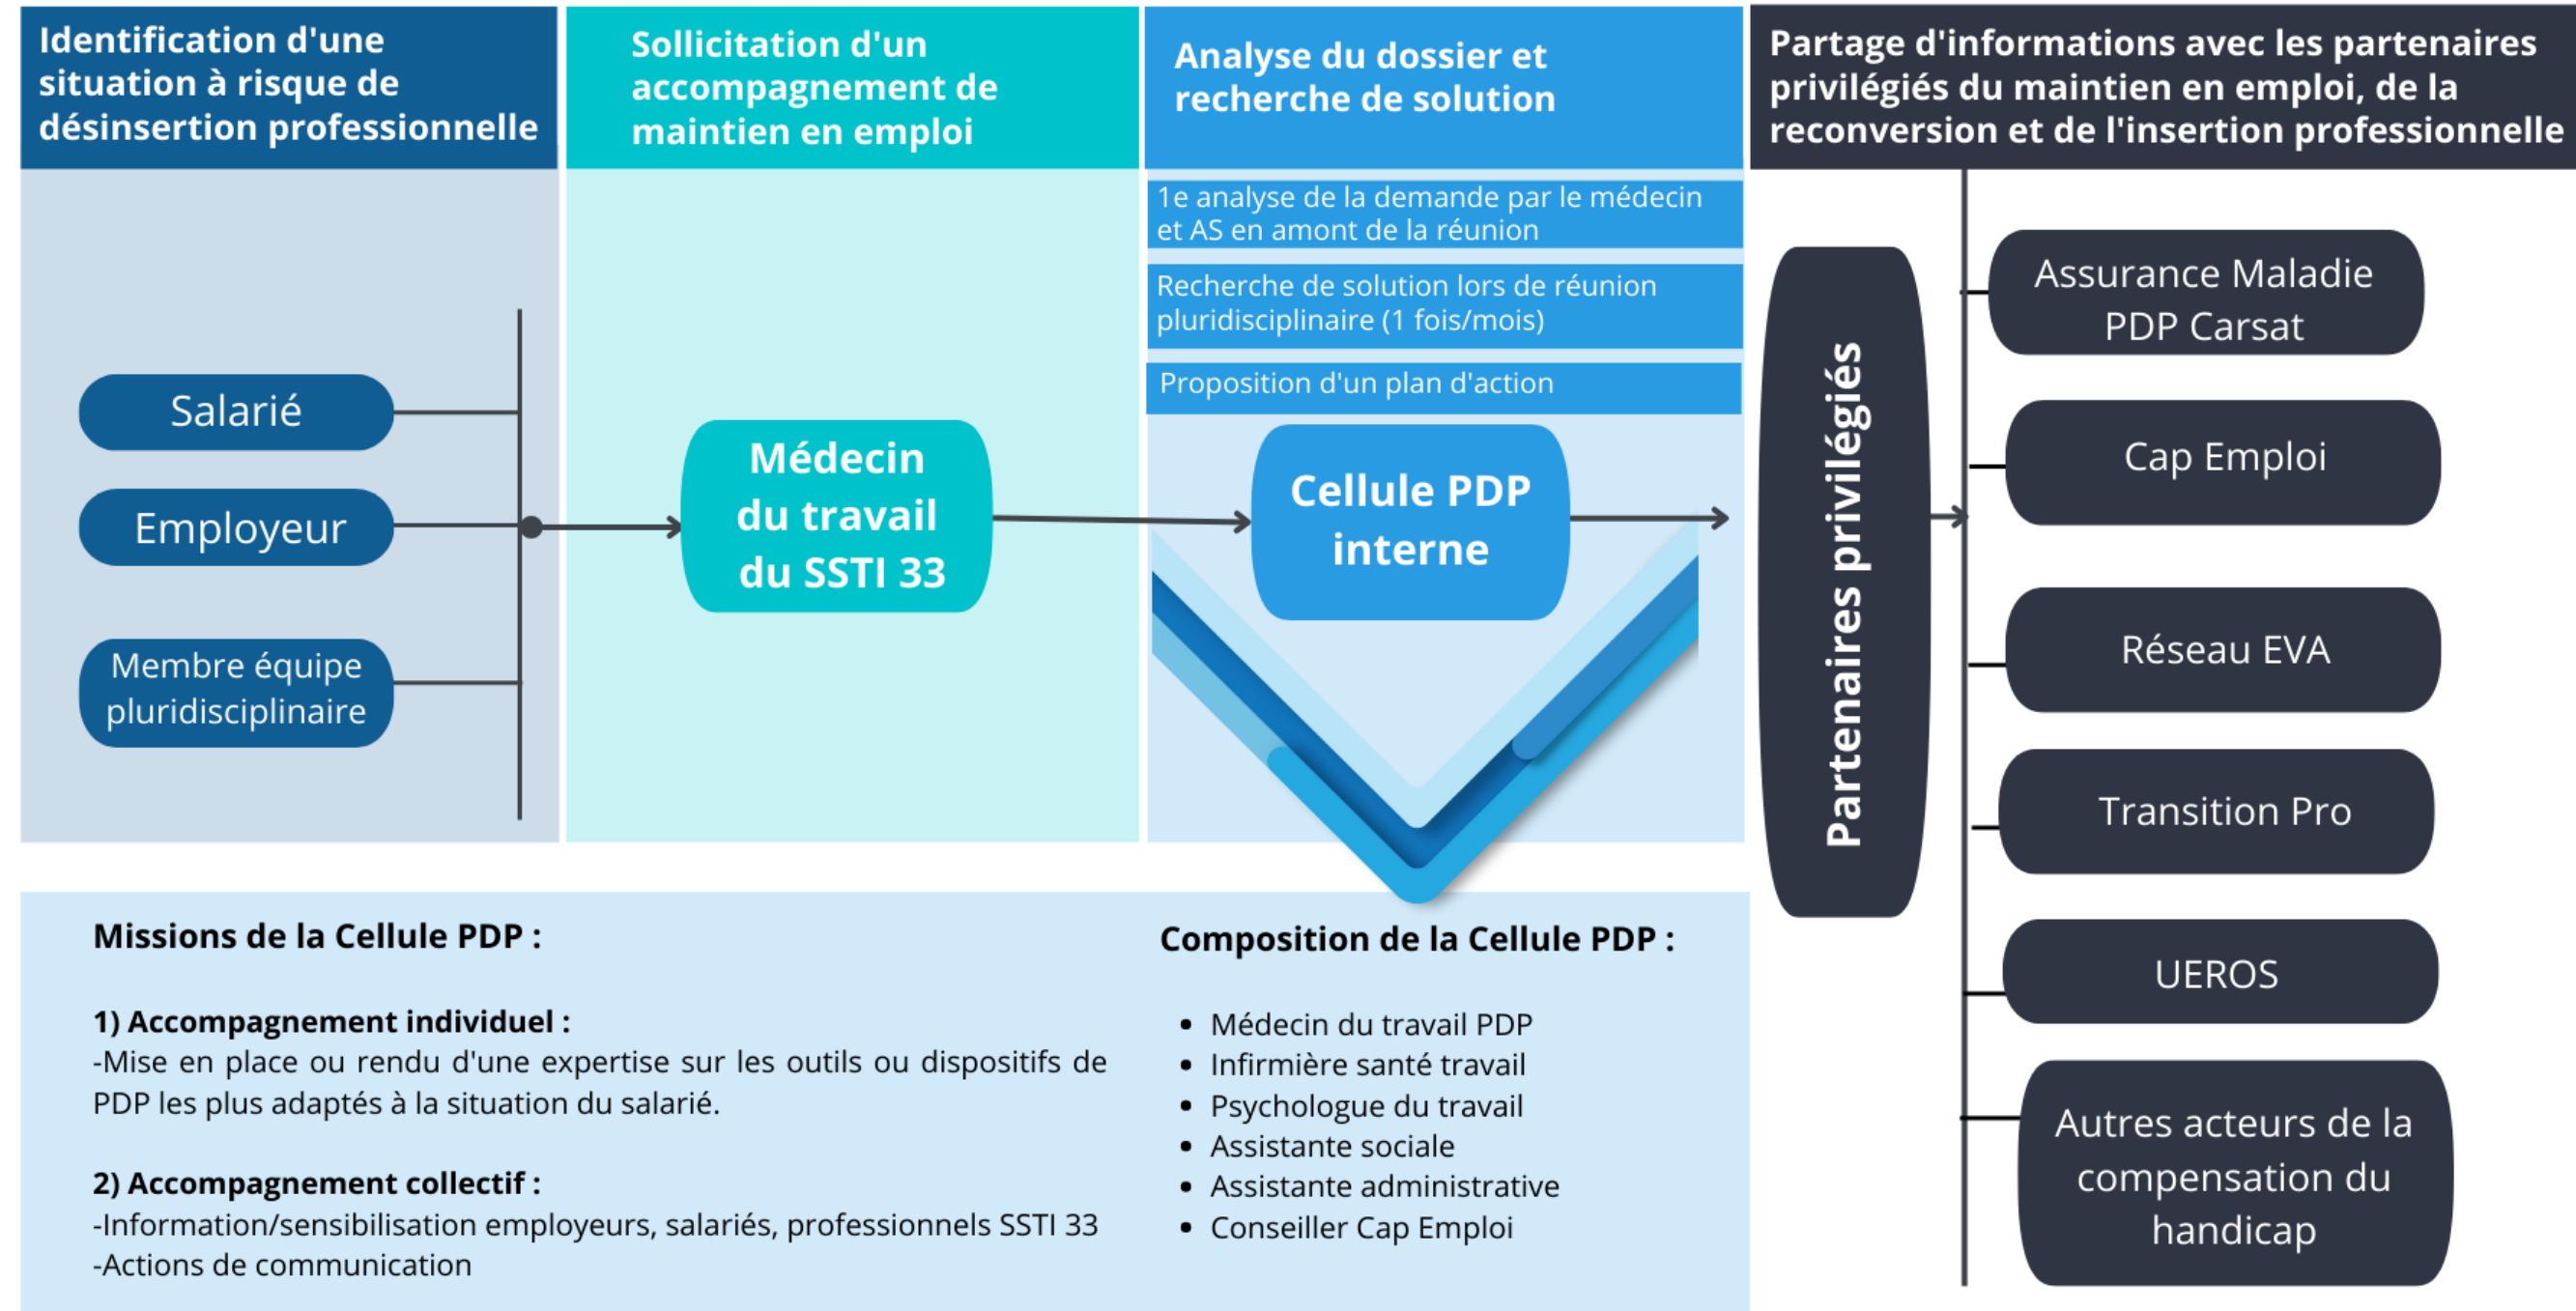 Identification d'une
situation à risque de
désinsertion professionnelle
Sollicitation d'un
accompagnement de
maintien en emploi
Analyse du dossier et
recherche de solution
Partage d'informations avec les partenaires
privilégiés du maintien en emploi, de la
reconversion et de l'insertion professionnelle
Salarié
Employeur
Membre équipe
pluridisciplinaire
Médecin
du travail
du SSTI 33
1e analyse de la demande par le médecin
et AS en amont de la réunion
Recherche de solution lors de réunion
pluridisciplinaire (1 fois/mois)
Proposition d'un plan d'action
Cellule PDP
interne
Partenaires privilégiés
Assurance Maladie
PDP Carsat
Cap Emploi
Réseau EVA
Transition Pro
UEROS
Autres acteurs de la
compensation du
handicap
Missions de la Cellule PDP :
1) Accompagnement individuel :
-Mise en place ou rendu d'une expertise sur les outils ou dispositifs de
PDP les plus adaptés à la situation du salarié.
2) Accompagnement collectif :
-Information/sensibilisation employeurs, salariés, professionnels SSTI 33
-Actions de communication
Composition de la Cellule PDP :
• Médecin du travail PDP
• Infirmière santé travail
• Psychologue du travail
• Assistante sociale
• Assistante administrative
• Conseiller Cap Emploi